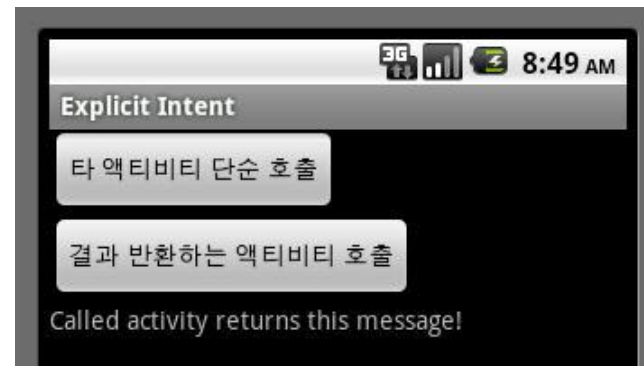 3G 8:49 AM
Explicit Intent
타 액티비티 단순 호출
결과 반환하는 액티비티 호출
Called activity returns this message!